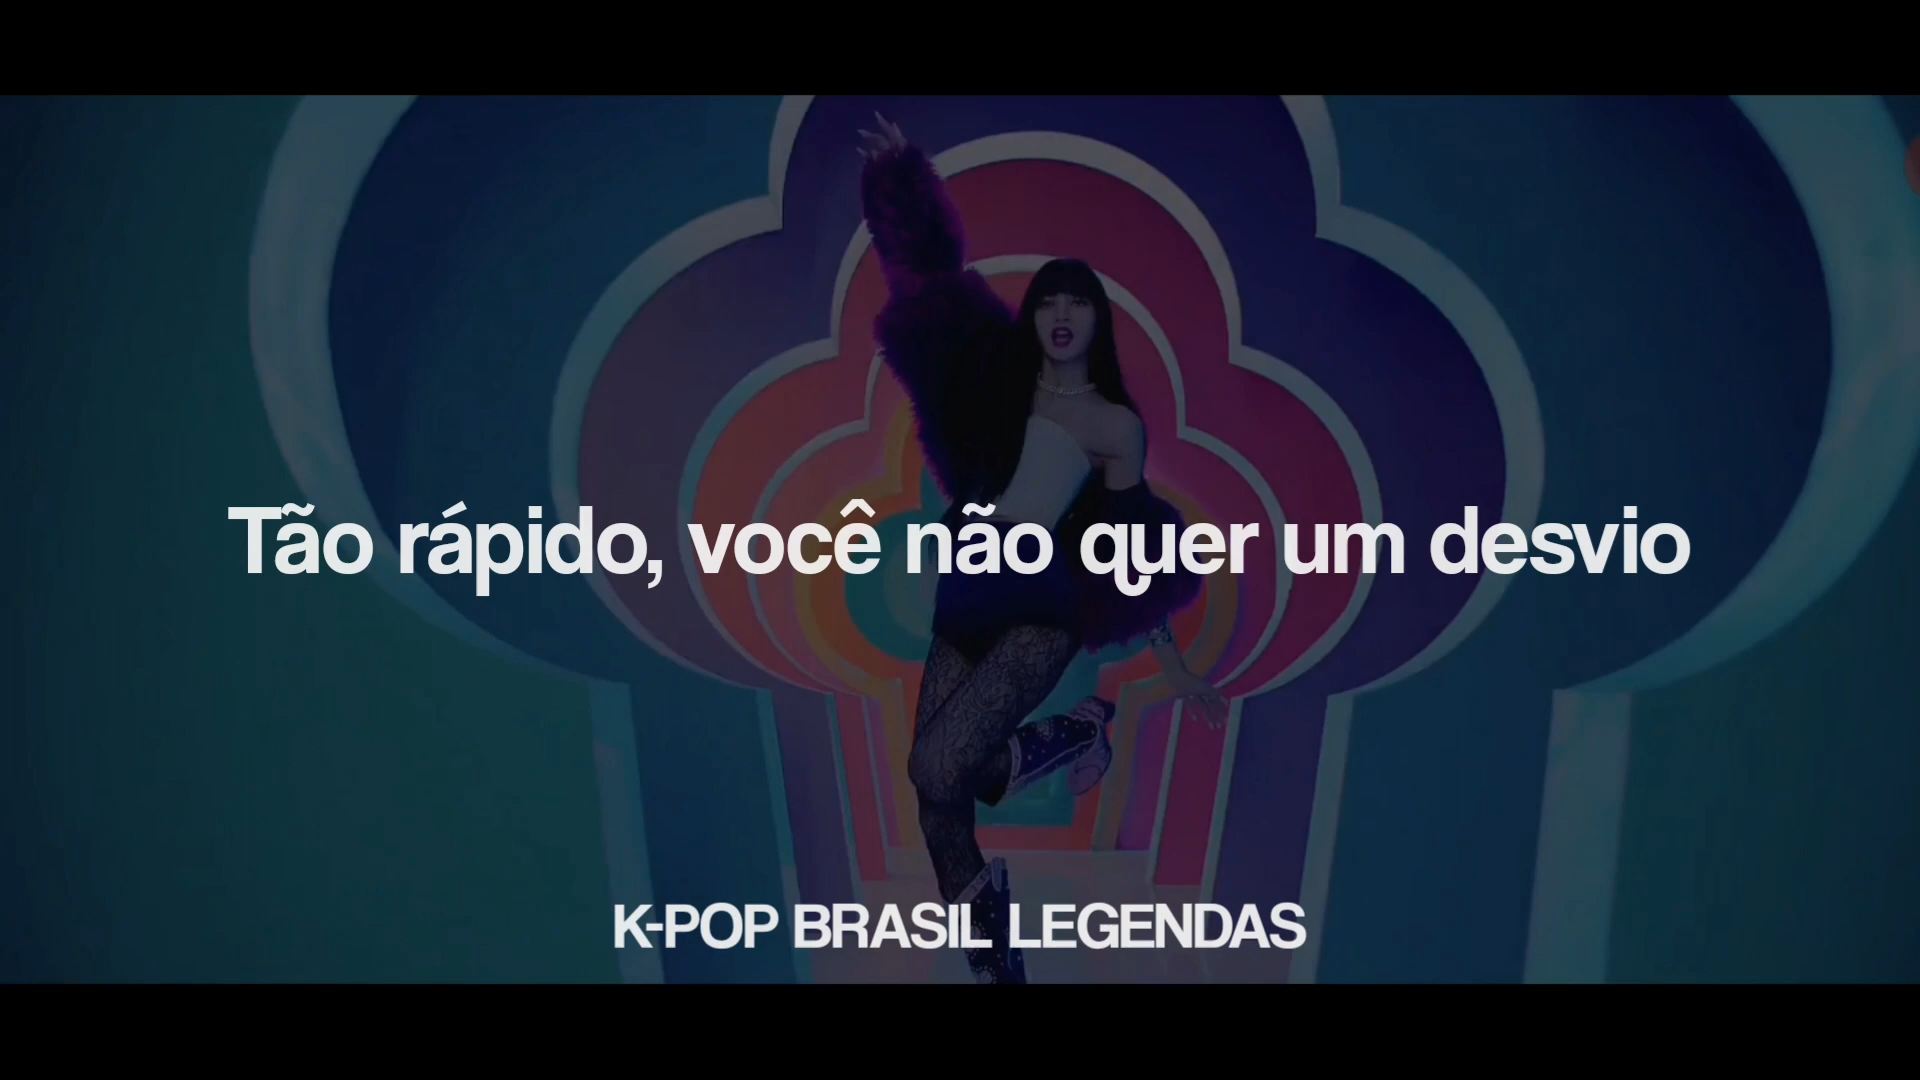 Tão rápido, você não quer um desvio
K-POP BRASIL LEGENDAS